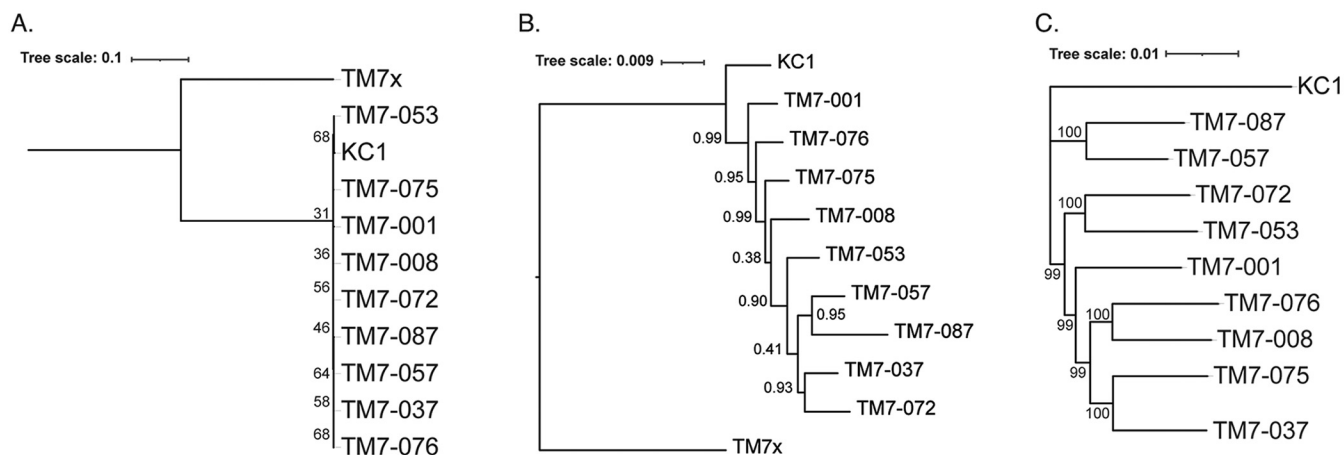 A.
Tree scale: 0.1
TM7x
TM7-053
68
KC1
TM7-075
31
TM7-001
36
TM7-008
56
TM7-072
46
TM7-087
64
TM7-057
58
TM7-037
68
TM7-076
B.
Tree scale: 0.009
KC1
TM7-001
0.99
TM7-076
0.95
TM7-075
0.99
TM7-008
0.38
TM7-053
0.90
TM7-057
0.95
TM7-087
0.41
TM7-037
0.93
TM7-072
TM7x
C.
Tree scale: 0.01
KC1
TM7-087
100
TM7-057
TM7-072
100
TM7-053
99
TM7-001
TM7-076
100
99
TM7-008
99
TM7-075
100
TM7-037